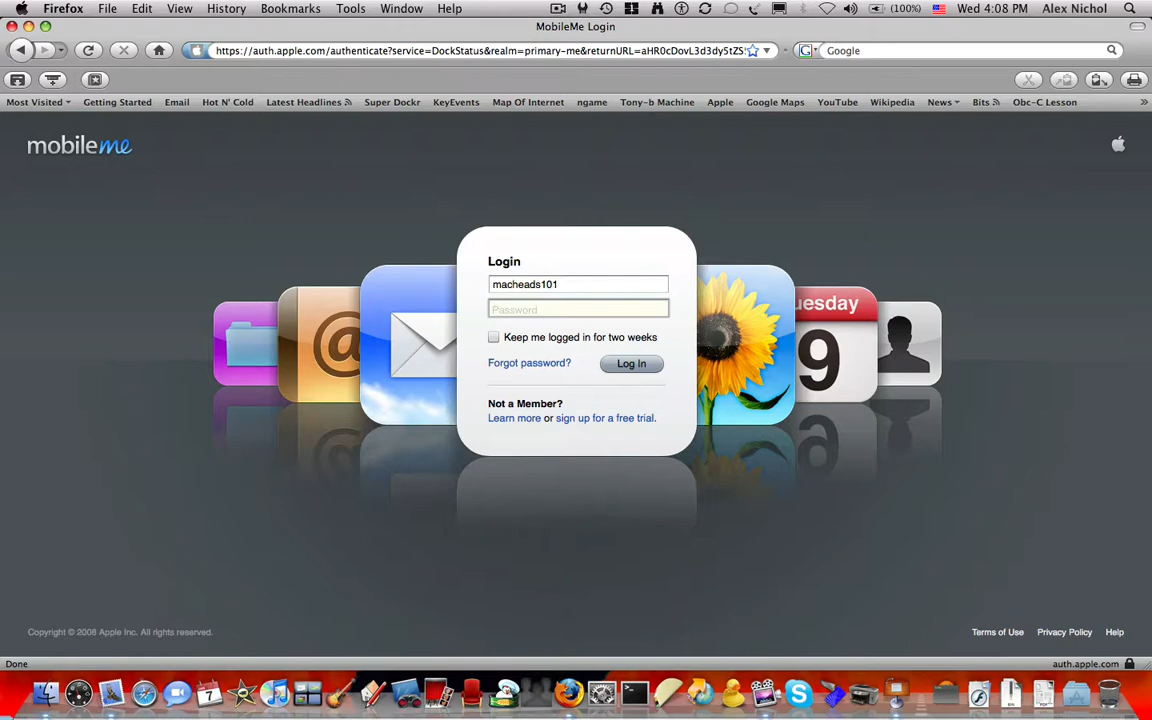 Firefox File Edit View History Bookmarks Tools Window Help (100%) Wed 4:08 PM Alex Nichol
MobileMe Login
https://auth.apple.com/authenticate?service=DockStatus&realm=primary-me&returnURL=aHR0cDovL3d3dy5tZS! Google
Most Visited Getting Started Email Hot N' Cold Latest Headlines Super Dockr KeyEvents Map Of Internet ngame Tony-b Machine Apple Google Maps YouTube Wikipedia News Bits Obc-C Lesson
mobileme
Login
macheads101
Password
Keep me logged in for two weeks
Forgot password? Log In
Not a Member?
Learn more or sign up for a free trial.
@
uesday
9
Copyright © 2008 Apple Inc. All rights reserved. Terms of Use Privacy Policy Help
Done auth.apple.com
7